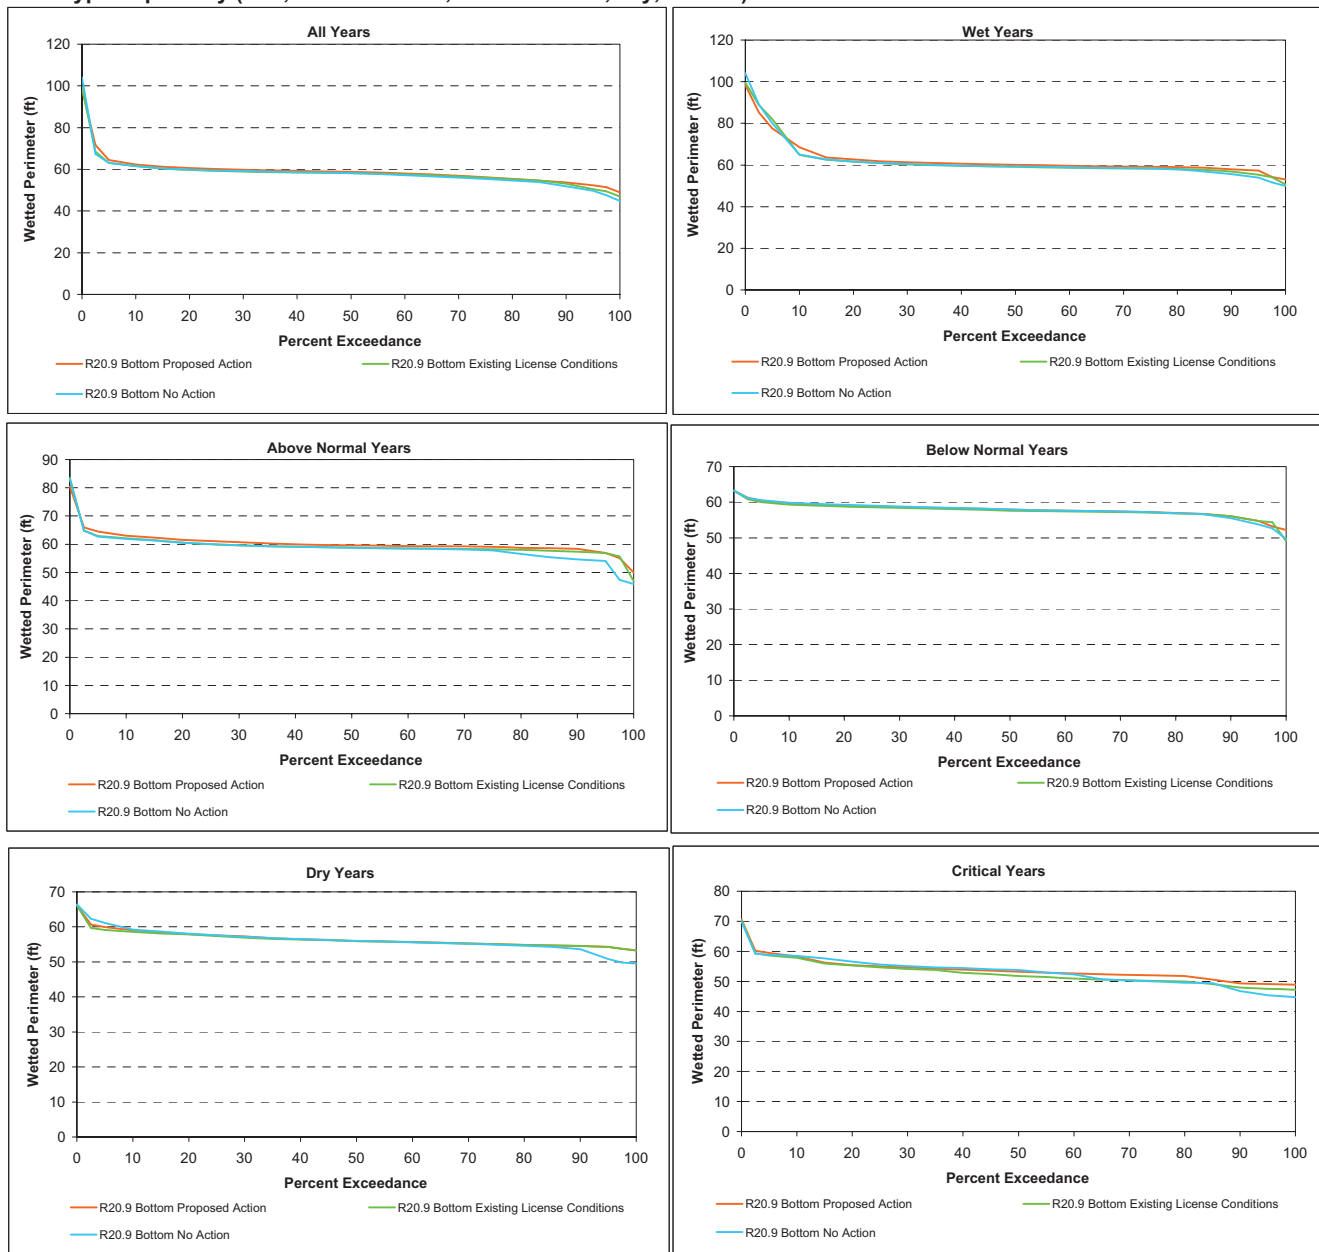 All Years
120
100
80
60
40
20
0
Wetted Perimeter (ft)
0 10 20 30 40 50 60 70 80 90 100
Percent Exceedance
R20.9 Bottom Proposed Action
R20.9 Bottom Existing License Conditions
R20.9 Bottom No Action
Wet Years
120
100
80
60
40
20
0
Wetted Perimeter (ft)
0 10 20 30 40 50 60 70 80 90 100
Percent Exceedance
R20.9 Bottom Proposed Action
R20.9 Bottom Existing License Conditions
R20.9 Bottom No Action
Above Normal Years
90
80
70
60
50
40
30
20
10
0
Wetted Perimeter (ft)
0 10 20 30 40 50 60 70 80 90 100
Percent Exceedance
R20.9 Bottom Proposed Action
R20.9 Bottom Existing License Conditions
R20.9 Bottom No Action
Below Normal Years
70
60
50
40
30
20
10
0
Wetted Perimeter (ft)
0 10 20 30 40 50 60 70 80 90 100
Percent Exceedance
R20.9 Bottom Proposed Action
R20.9 Bottom Existing License Conditions
R20.9 Bottom No Action
Dry Years
70
60
50
40
30
20
10
0
Wetted Perimeter (ft)
0 10 20 30 40 50 60 70 80 90 100
Percent Exceedance
R20.9 Bottom Proposed Action
R20.9 Bottom Existing License Conditions
R20.9 Bottom No Action
Critical Years
80
70
60
50
40
30
20
10
0
Wetted Perimeter (ft)
0 10 20 30 40 50 60 70 80 90 100
Percent Exceedance
R20.9 Bottom Proposed Action
R20.9 Bottom Existing License Conditions
R20.9 Bottom No Action